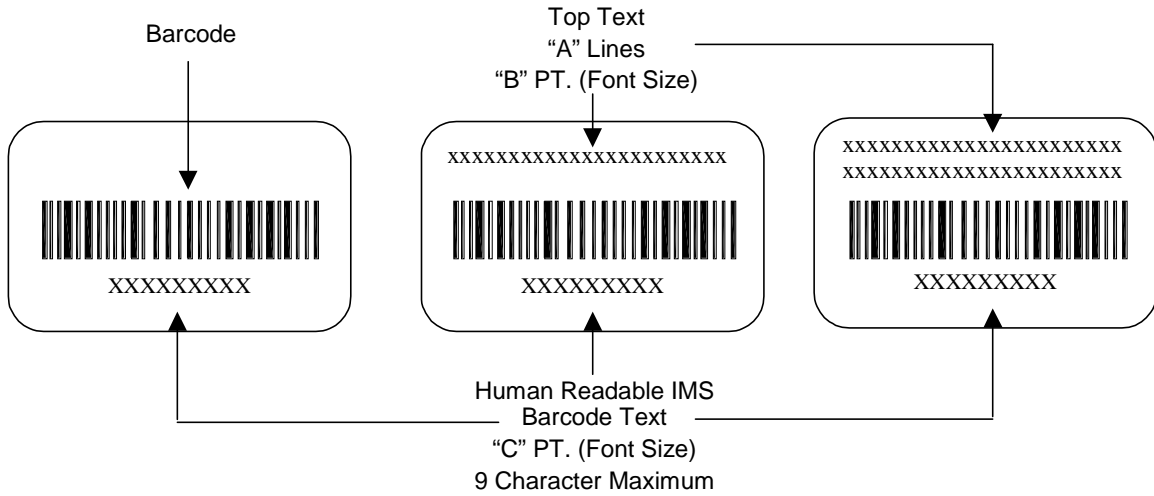 Barcode
Top Text
“A” Lines
“B” PT. (Font Size)
XXXXXXXXXXXXXXXXXXXXXXX
XXXXXXXXXXXXXXXXXXXXXXX
XXXXXXXXXXXXXXXXXXXXXXX
XXXXXXXXX
XXXXXXXXX
XXXXXXXXX
Human Readable IMS
Barcode Text
“C” PT. (Font Size)
9 Character Maximum